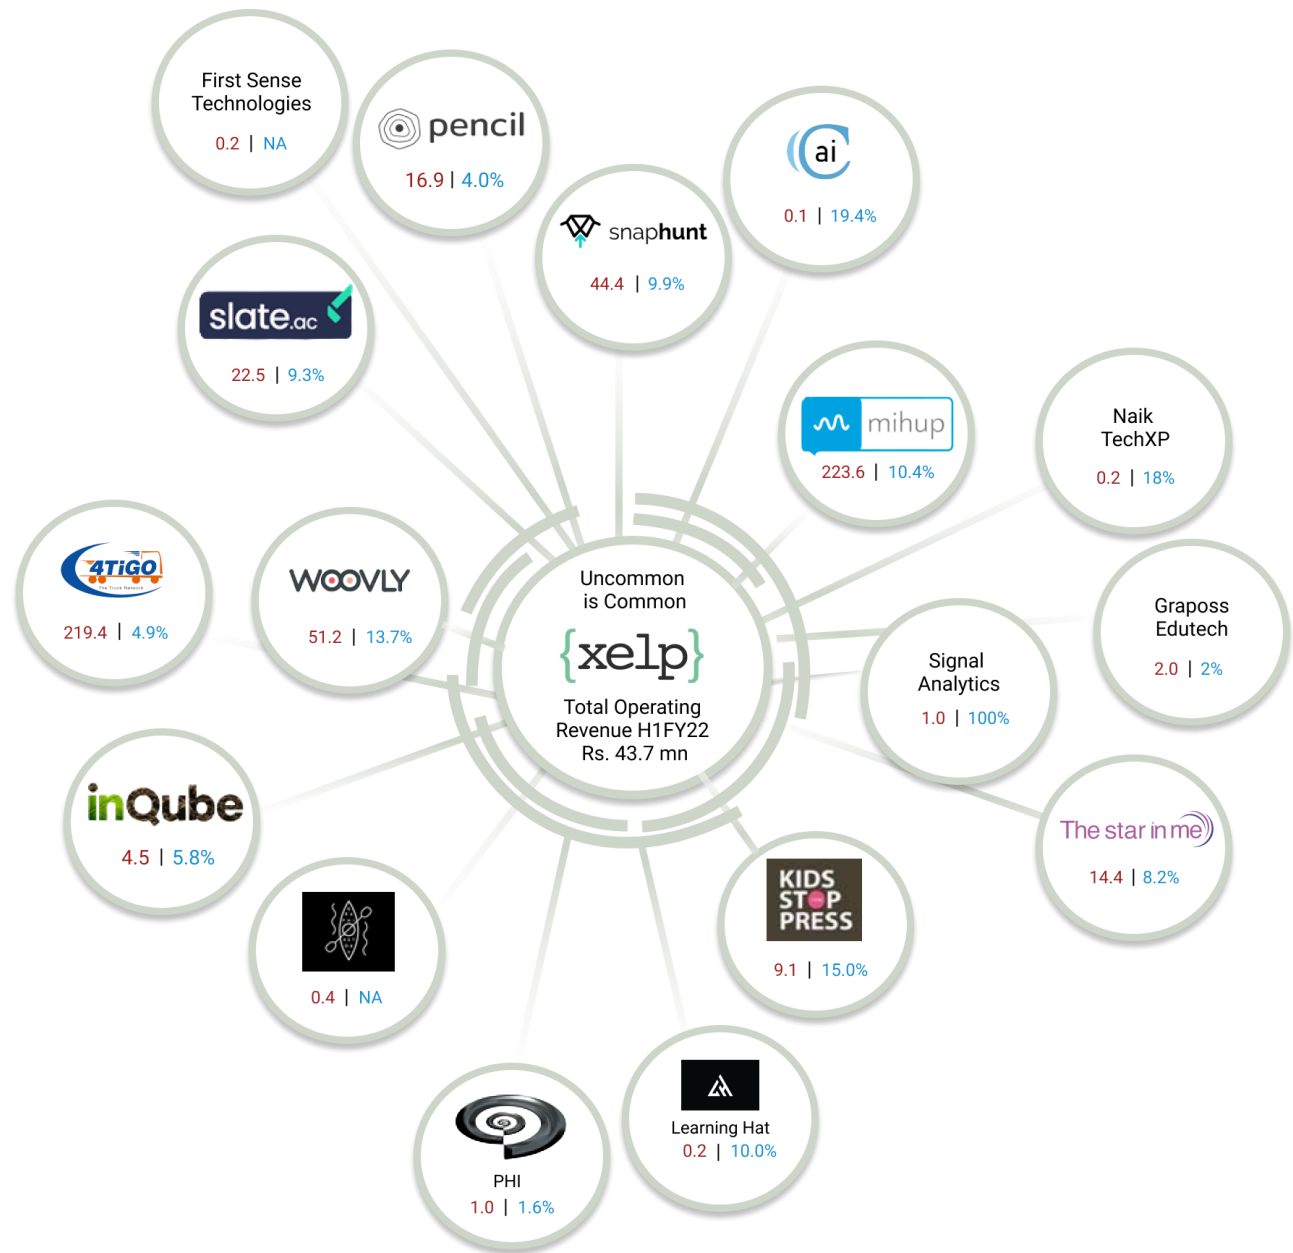 First Sense
Technologies
0.2 | NA
pencil
16.9 | 4.0%
snaphunt
44.4 | 9.9%
Cai
0.1 | 19.4%
slate.ac
22.5 | 9.3%
mihup
223.6 | 10.4%
Naik
TechXP
0.2 | 18%
4TiGO
The Truck Network
219.4 | 4.9%
WOOVLY
51.2 | 13.7%
Uncommon
is Common
{xelp}
Total Operating
Revenue H1FY22
Rs. 43.7 mn
Signal
Analytics
1.0 | 100%
Graposs
Edutech
2.0 | 2%
inQube
4.5 | 5.8%
The star in me
14.4 | 8.2%
KIDS
STOP
PRESS
9.1 | 15.0%
0.4 | NA
PHI
1.0 | 1.6%
Learning Hat
0.2 | 10.0%